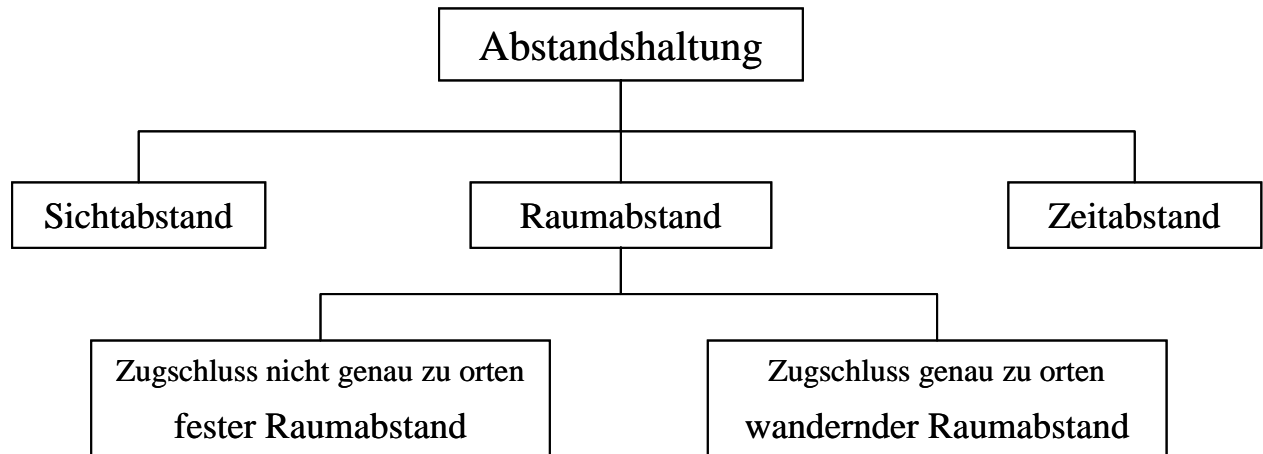 Abstandshaltung
Sichtabstand
Raumabstand
Zeitabstand
Zugschluss nicht genau zu orten
fester Raumabstand
Zugschluss genau zu orten
wandernder Raumabstand